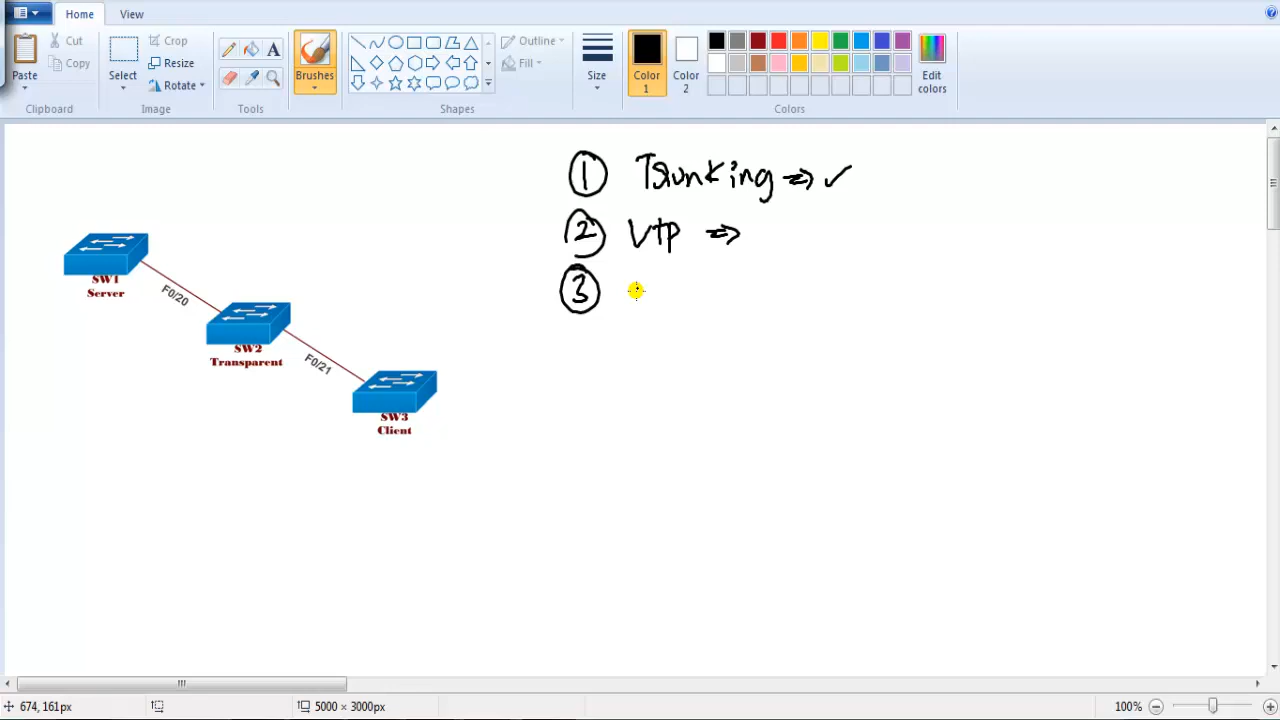 Home
View
Cut
Crop
Outline
Copy
Resize
Fill
Paste
Select
Rotate
Brushes
Size
Color 1
Color 2
Edit colors
Clipboard
Image
Tools
Shapes
Colors
A
1 Trunking ⇒ ✓
2 Vtp ⇒
3
SW1
Server
F0/20
SW2
Transparent
F0/21
SW3
Client
674, 161px
5000 × 3000px
100%